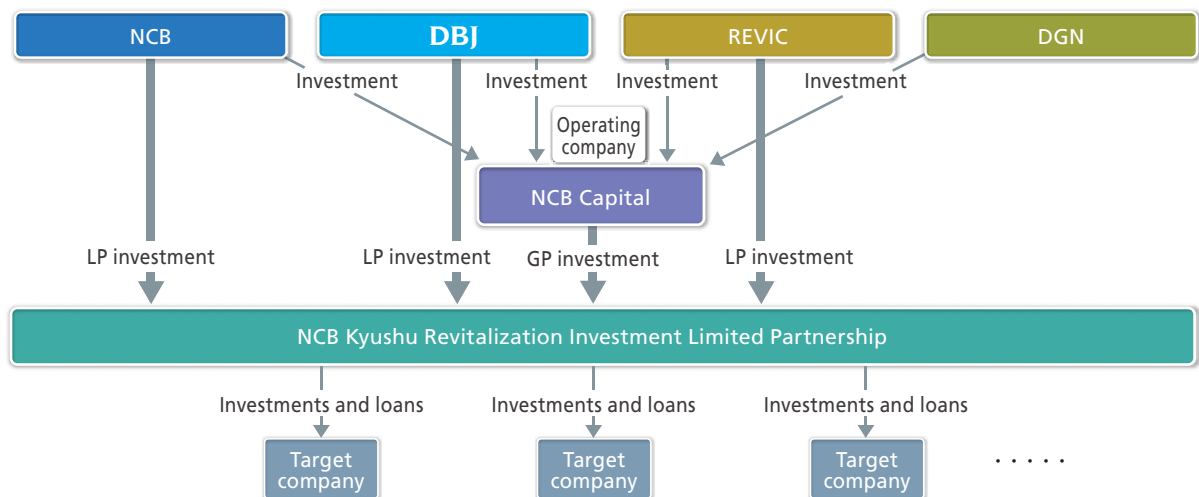 NCB
DBJ
REVIC
DGN
Investment
Investment
Investment
Investment
Operating
company
NCB Capital
LP investment
LP investment
GP investment
LP investment
NCB Kyushu Revitalization Investment Limited Partnership
Investments and loans
Investments and loans
Investments and loans
Target
company
Target
company
Target
company
. . . . .